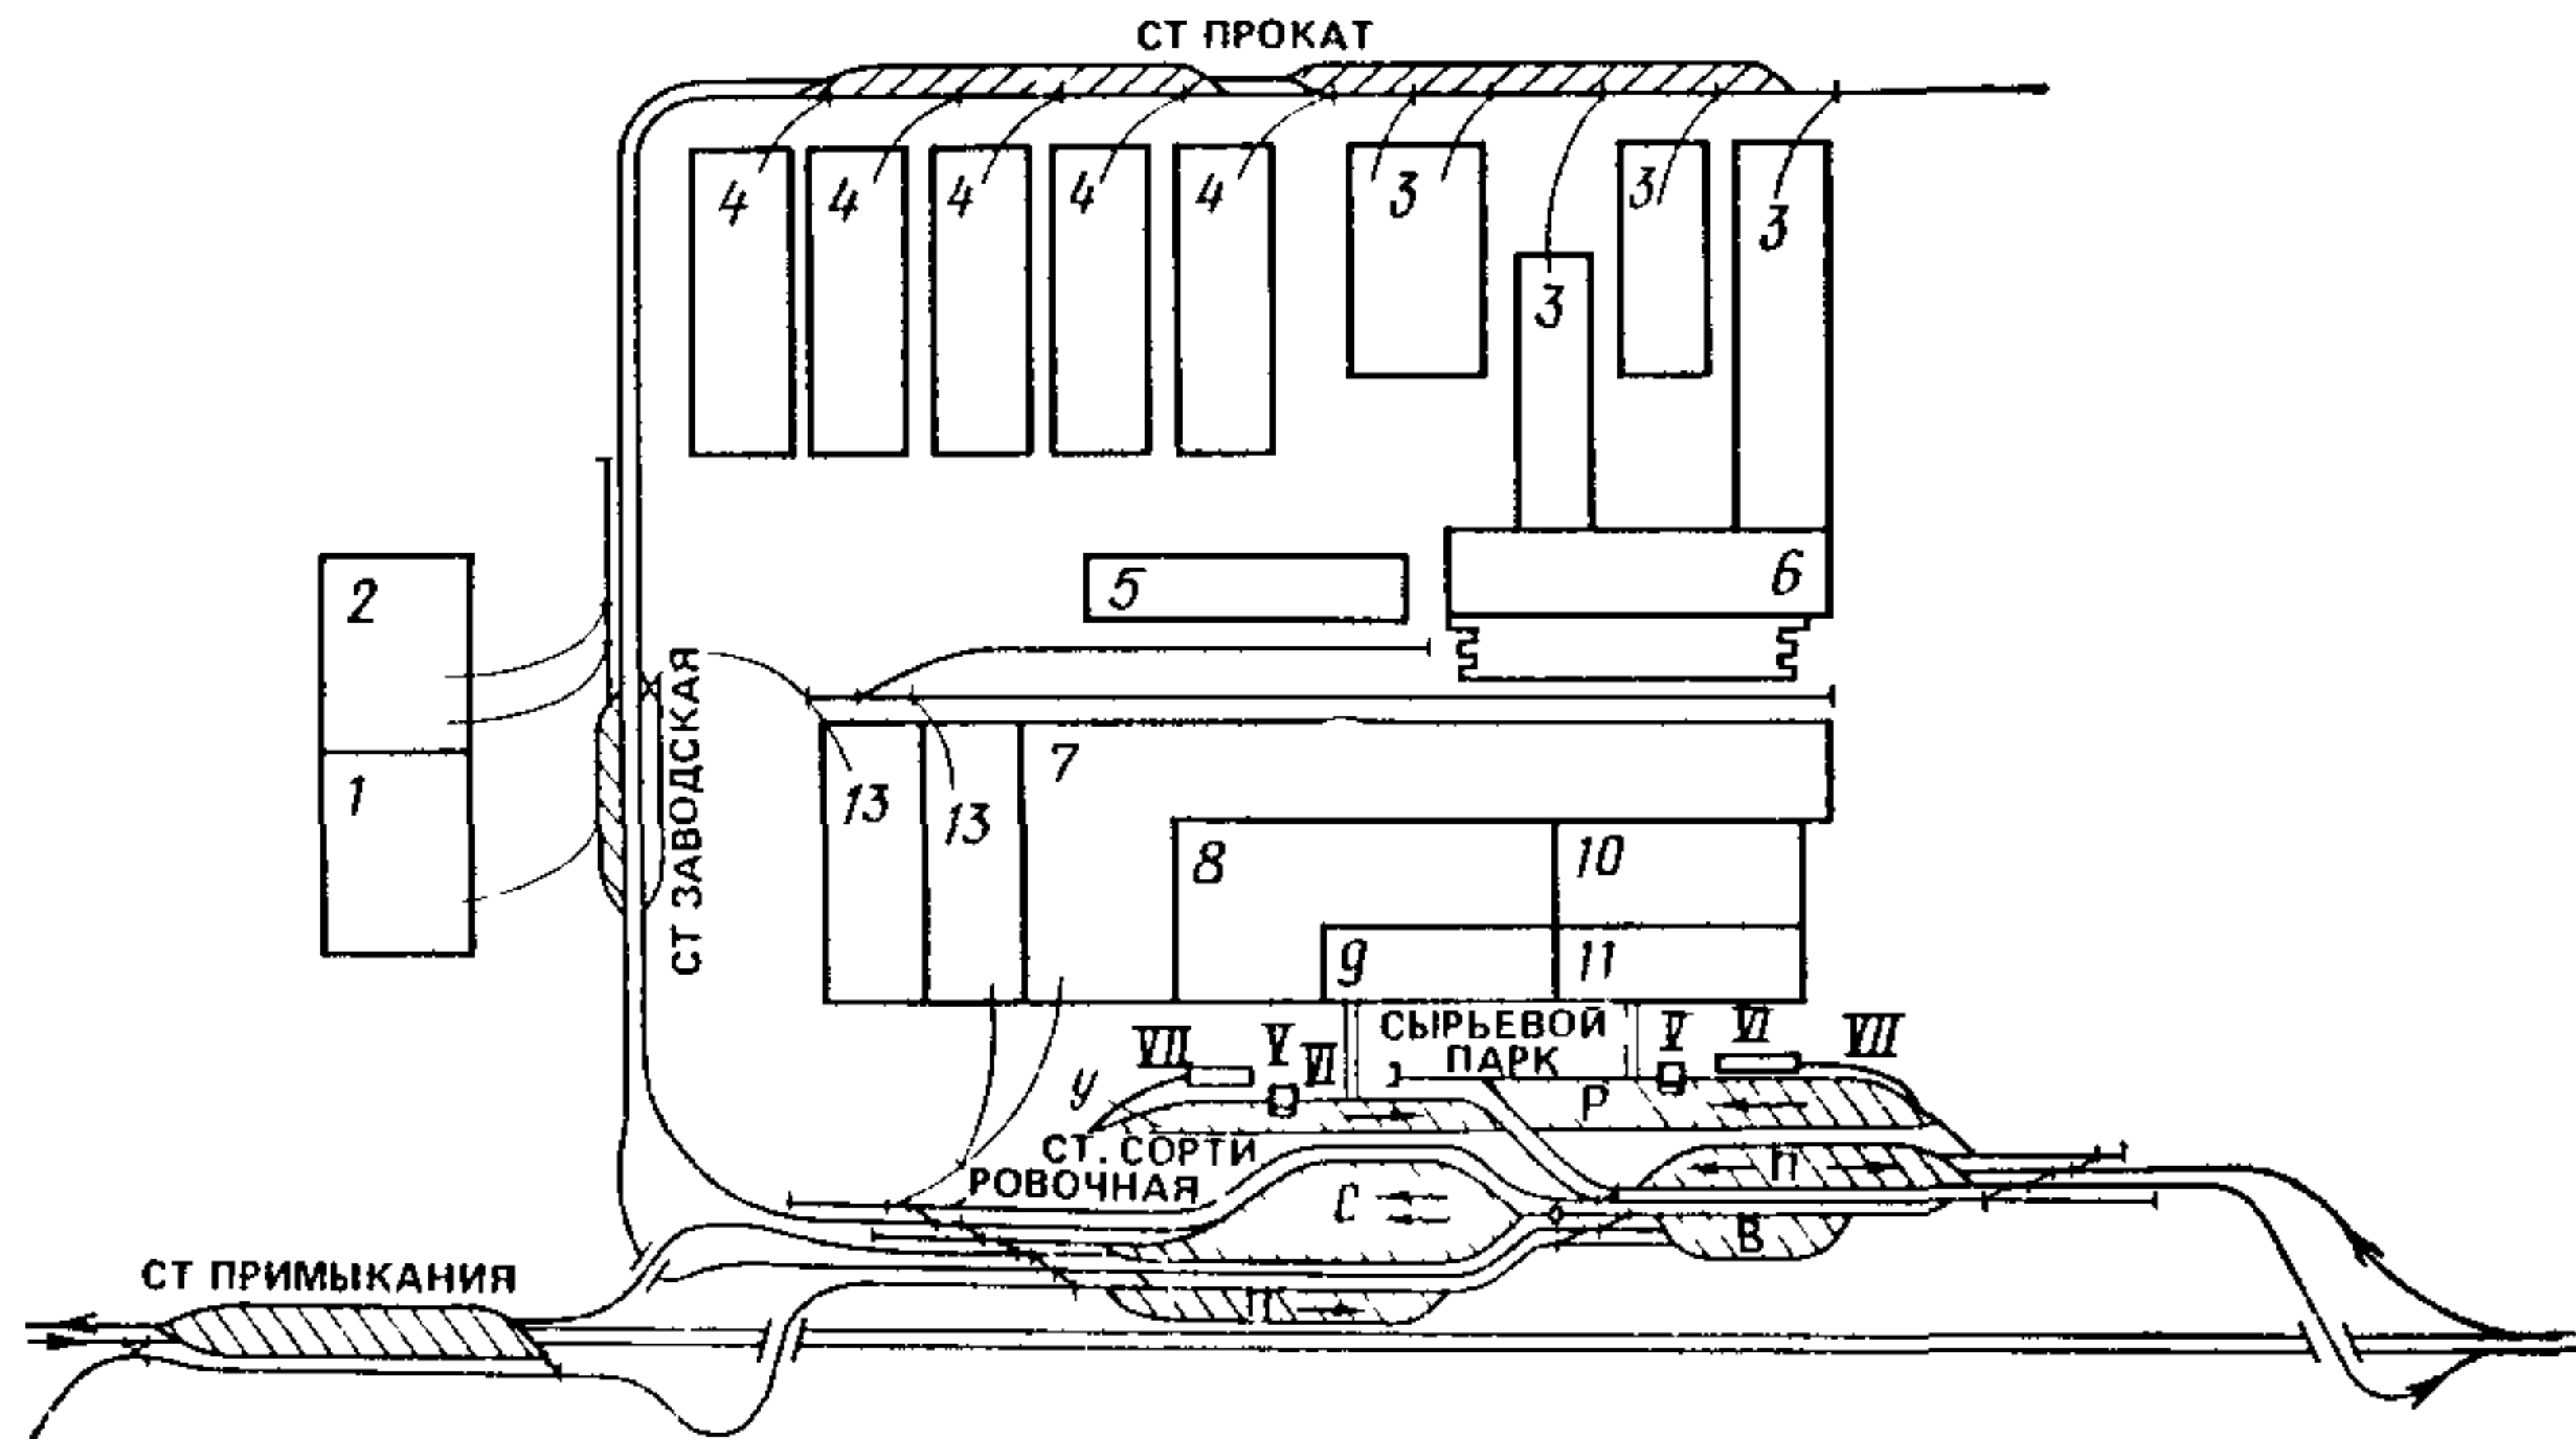 СТ ПРОКАТ
4 4 4 4 4 3 3 3
3
2
5 6
СТ ЗАВОДСКАЯ
1
13 13 7
8 10
9 11
СЫРЬЕВОЙ
ПАРК
VII V VI V VI VII
У Р
СТ. СОРТИ
РОВОЧНАЯ
П
С
В
СТ ПРИМЫКАНИЯ
П